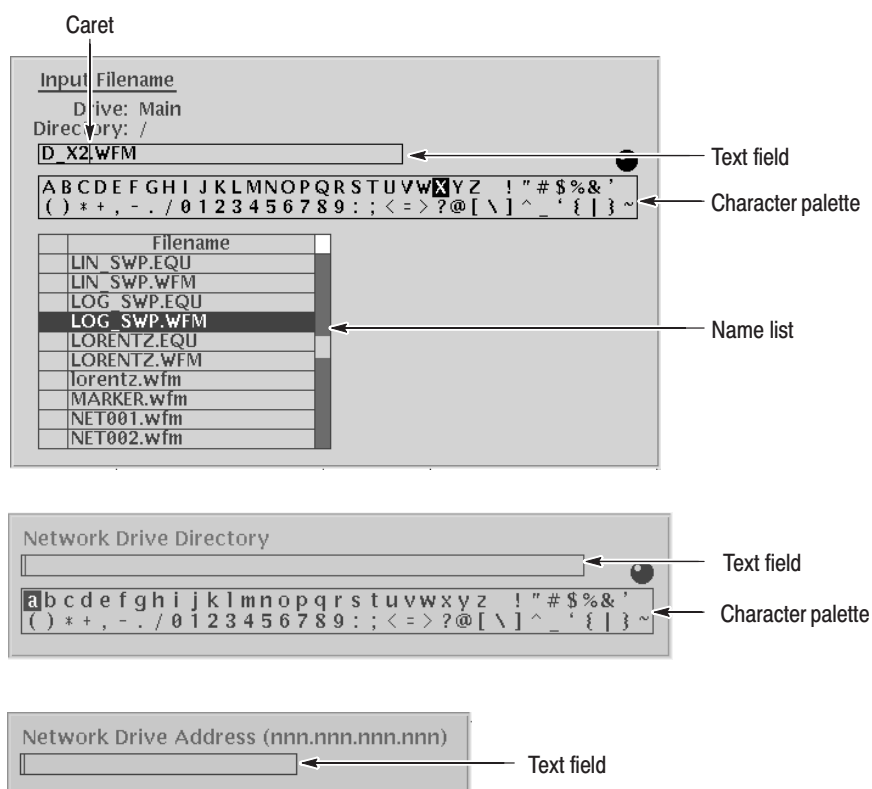 Caret
Input Filename
Drive: Main
Directory: /
D_X2.WFM
Text field
A B C D E F G H I J K L M N O P Q R S T U V W X Y Z ! " # $ % & '
( ) * + , - . / 0 1 2 3 4 5 6 7 8 9 : ; < = > ? @ [ \ ] ^ _ ‘ { | } ~
Character palette
Filename
LIN_SWP.EQU
LIN_SWP.WFM
LOG_SWP.EQU
LOG_SWP.WFM
Name list
LORENTZ.EQU
LORENTZ.WFM
lorentz.wfm
MARKER.wfm
NET001.wfm
NET002.wfm
Network Drive Directory
Text field
a b c d e f g h i j k l m n o p q r s t u v w x y z ! " # $ % & '
( ) * + , - . / 0 1 2 3 4 5 6 7 8 9 : ; < = > ? @ [ \ ] ^ _ ‘ { | } ~
Character palette
Network Drive Address (nnn.nnn.nnn.nnn)
Text field